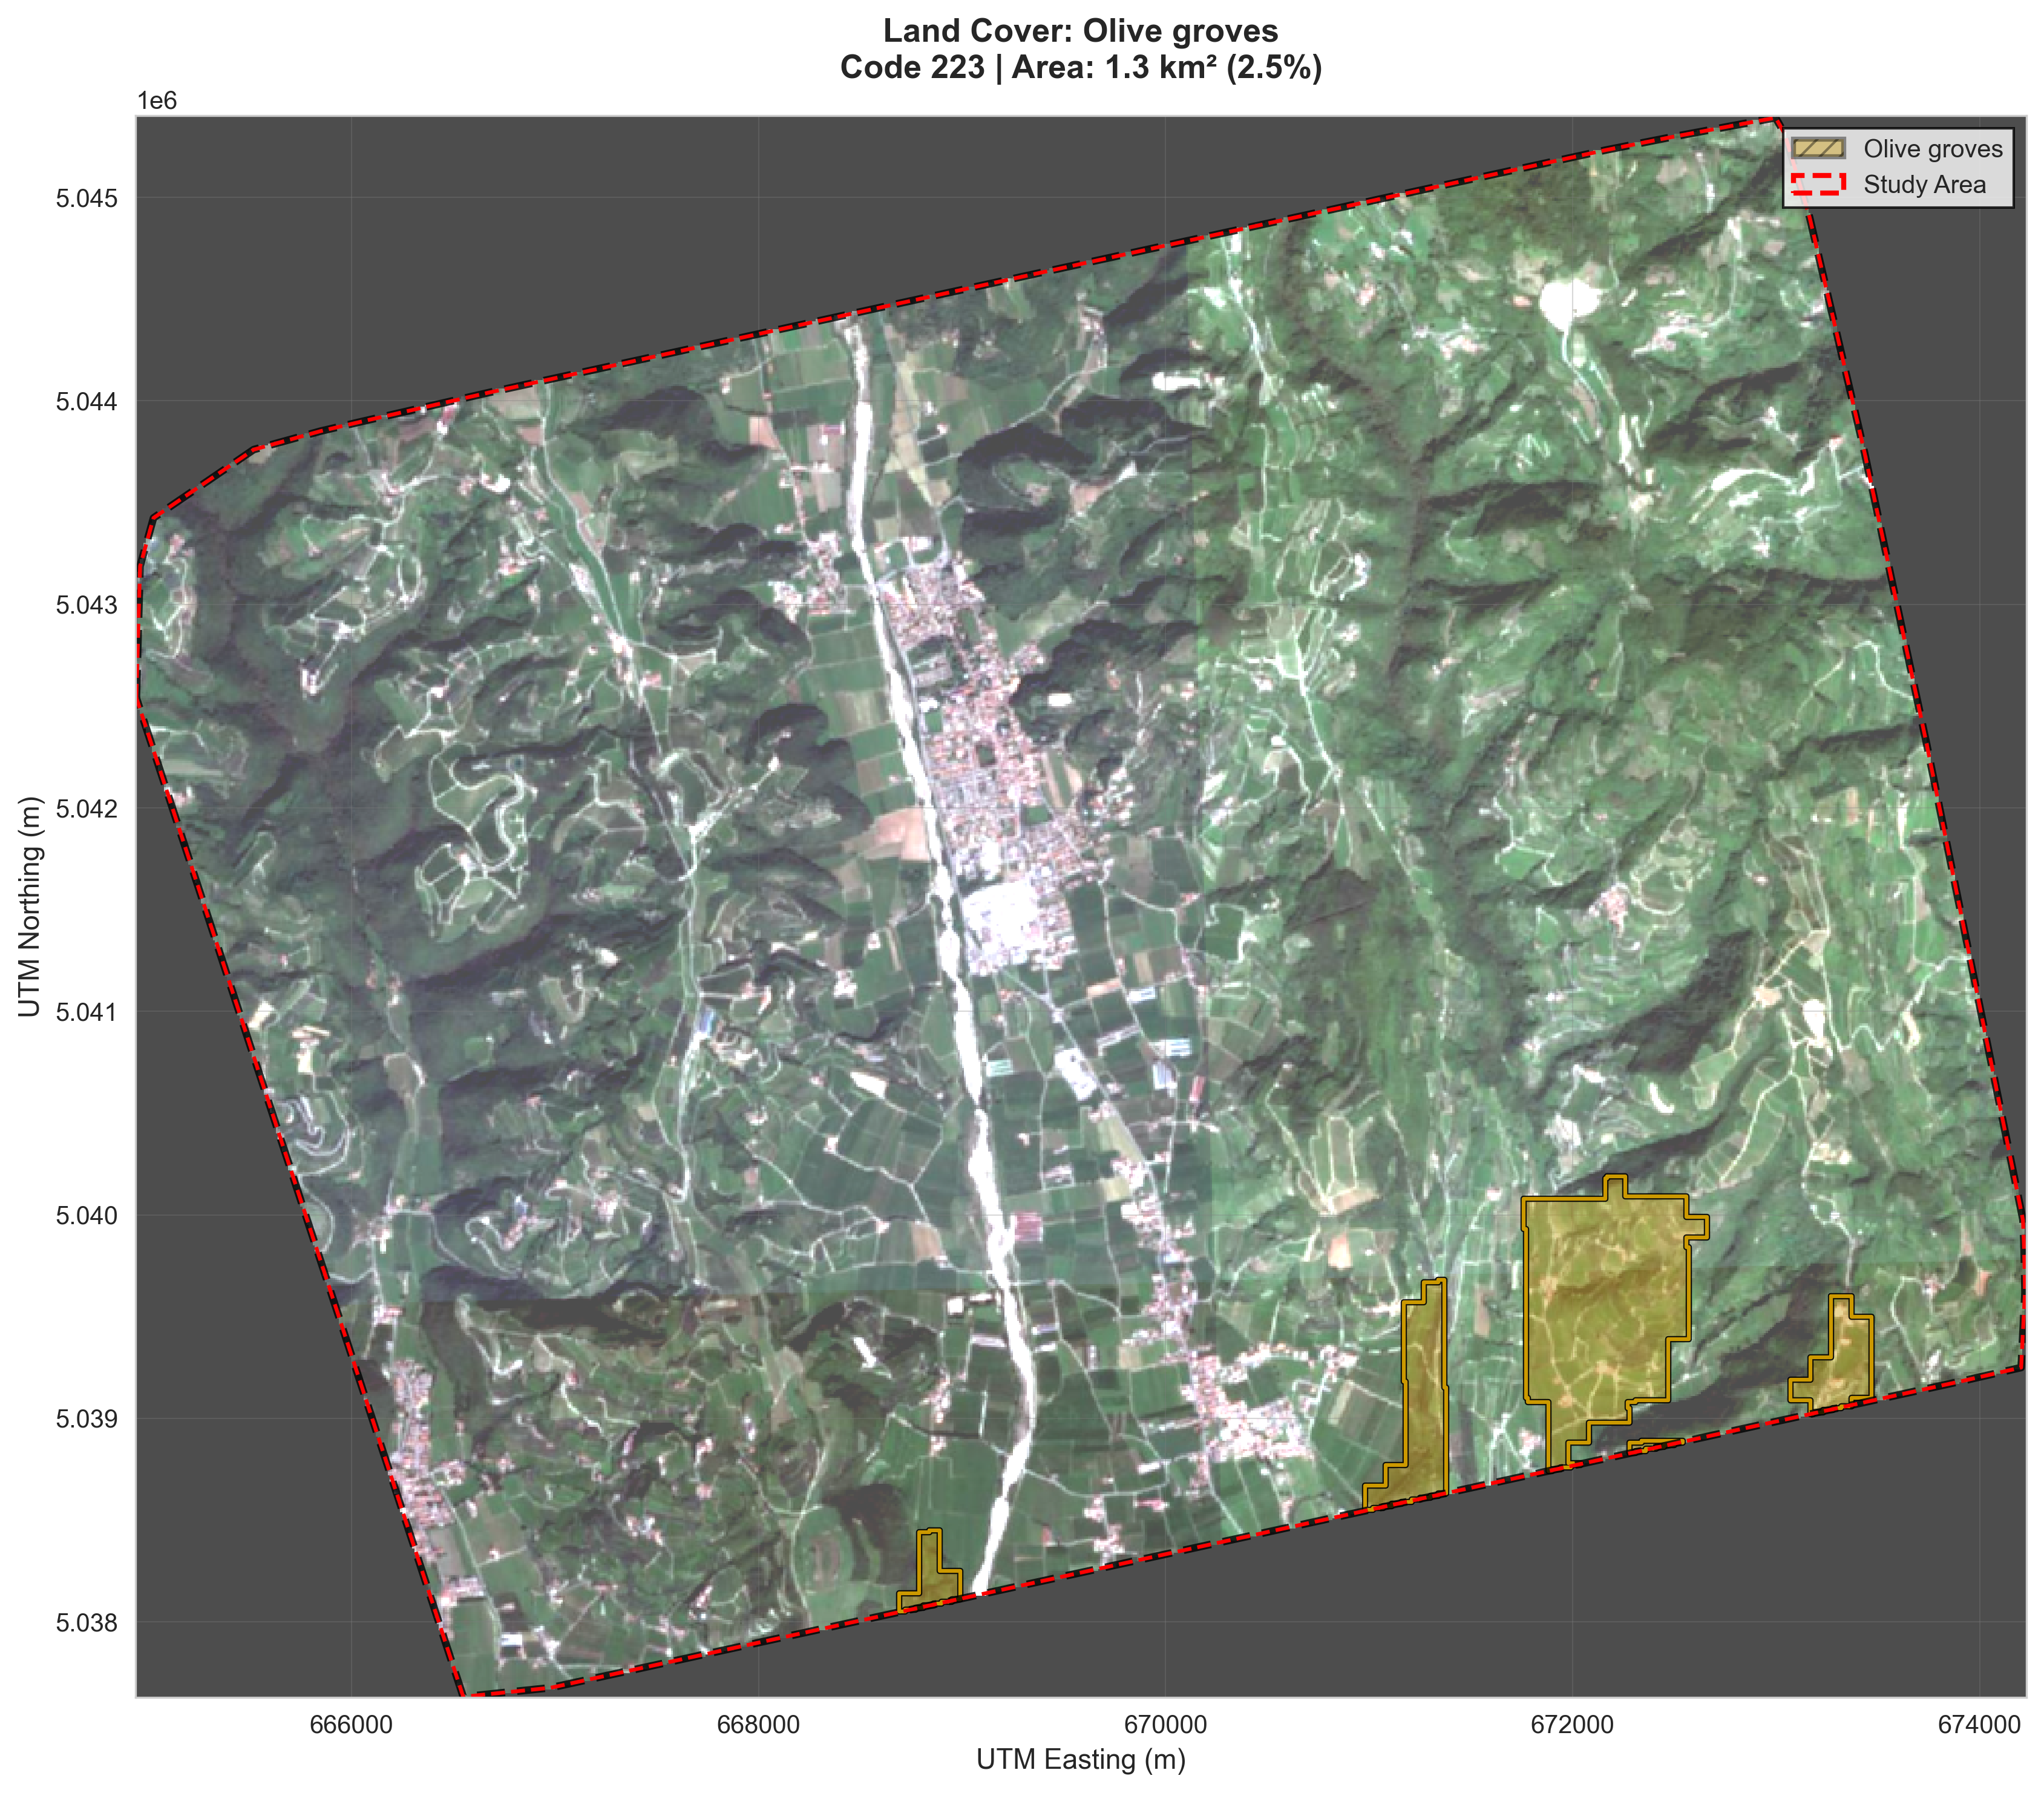 Land Cover: Olive groves
Code 223 | Area: 1.3 km² (2.5%)
1e6
Olive groves
Study Area
5.045
5.044
5.043
5.042
5.041
5.040
5.039
5.038
UTM Northing (m)
666000
668000
670000
672000
674000
UTM Easting (m)